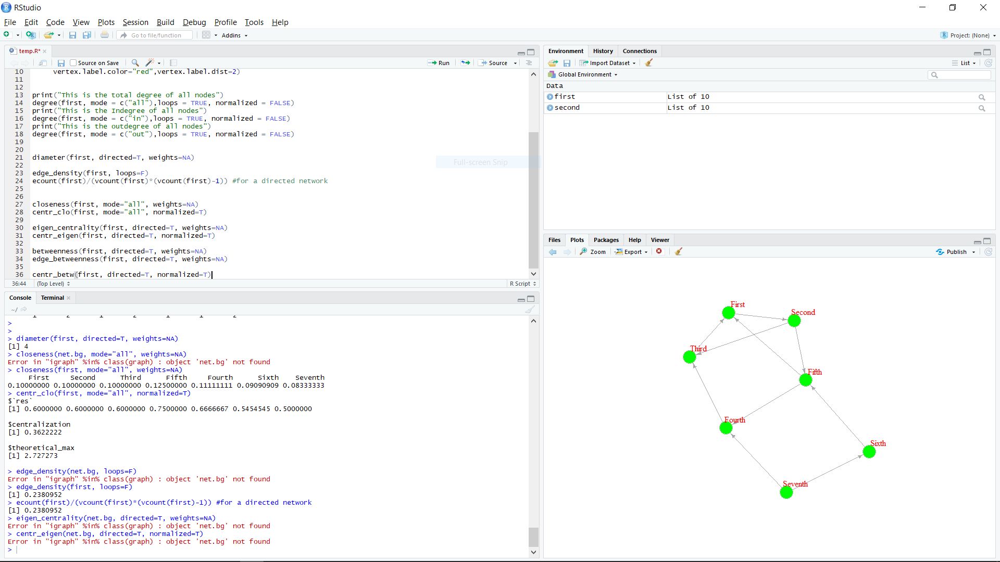 RStudio
File Edit Code View Plots Session Build Debug Profile Tools Help
Go to file/function Addins Project: (None)
temp.R*
Source on Save Run Source
10 vertex.label.color="red",vertex.label.dist=2)
11
12
13 print("This is the total degree of all nodes")
14 degree(first, mode = c("all"),loops = TRUE, normalized = FALSE)
15 print("This is the Indegree of all nodes")
16 degree(first, mode = c("in"),loops = TRUE, normalized = FALSE)
17 print("This is the outdegree of all nodes")
18 degree(first, mode = c("out"),loops = TRUE, normalized = FALSE)
19
20
21 diameter(first, directed=T, weights=NA)
22
23 edge_density(first, loops=F)
24 ecount(first)/(vcount(first)*(vcount(first)-1)) #for a directed network
25
26
27 closeness(first, mode="all", weights=NA)
28 centr_clo(first, mode="all", normalized=T)
29
30 eigen_centrality(first, directed=T, weights=NA)
31 centr_eigen(first, directed=T, normalized=T)
32
33 betweenness(first, directed=T, weights=NA)
34 edge_betweenness(first, directed=T, weights=NA)
35
36 centr_betw(first, directed=T, normalized=T)
Full-screen Snip
36:44 (Top Level) R Script
Console Terminal
~/
1 2 1 2 1 1 2
>
>
> diameter(first, directed=T, weights=NA)
[1] 4
> closeness(net.bg, mode="all", weights=NA)
Error in "igraph" %in% class(graph) : object 'net.bg' not found
> closeness(first, mode="all", weights=NA)
First Second Third Fifth Fourth Sixth Seventh
0.10000000 0.10000000 0.10000000 0.12500000 0.11111111 0.09090909 0.08333333
> centr_clo(first, mode="all", normalized=T)
$`res`
[1] 0.6000000 0.6000000 0.6000000 0.7500000 0.6666667 0.5454545 0.5000000
$centralization
[1] 0.3622222
$theoretical_max
[1] 2.727273
> edge_density(net.bg, loops=F)
Error in "igraph" %in% class(graph) : object 'net.bg' not found
> edge_density(first, loops=F)
[1] 0.2380952
> ecount(first)/(vcount(first)*(vcount(first)-1)) #for a directed network
[1] 0.2380952
> eigen_centrality(net.bg, directed=T, weights=NA)
Error in "igraph" %in% class(graph) : object 'net.bg' not found
> centr_eigen(net.bg, directed=T, normalized=T)
Error in "igraph" %in% class(graph) : object 'net.bg' not found
>
Environment History Connections
Import Dataset List
Global Environment
Data
first List of 10
second List of 10
Files Plots Packages Help Viewer
Zoom Export Publish
First
Second
Third
Fifth
Fourth
Sixth
Seventh